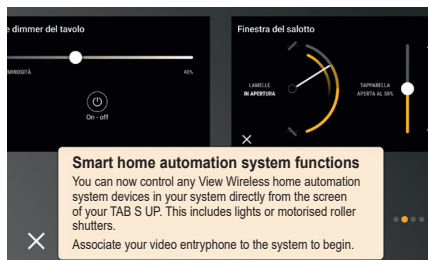 e dimmer del tavolo
Finestra del salotto
MINOSITÀ
40%
LAMELLE
IN APERTURA
TAPPARELLA
APERTA AL 50%
On - off
Smart home automation system functions
You can now control any View Wireless home automation
system devices in your system directly from the screen
of your TAB S UP. This includes lights or motorised roller
shutters.
Associate your video entryphone to the system to begin.